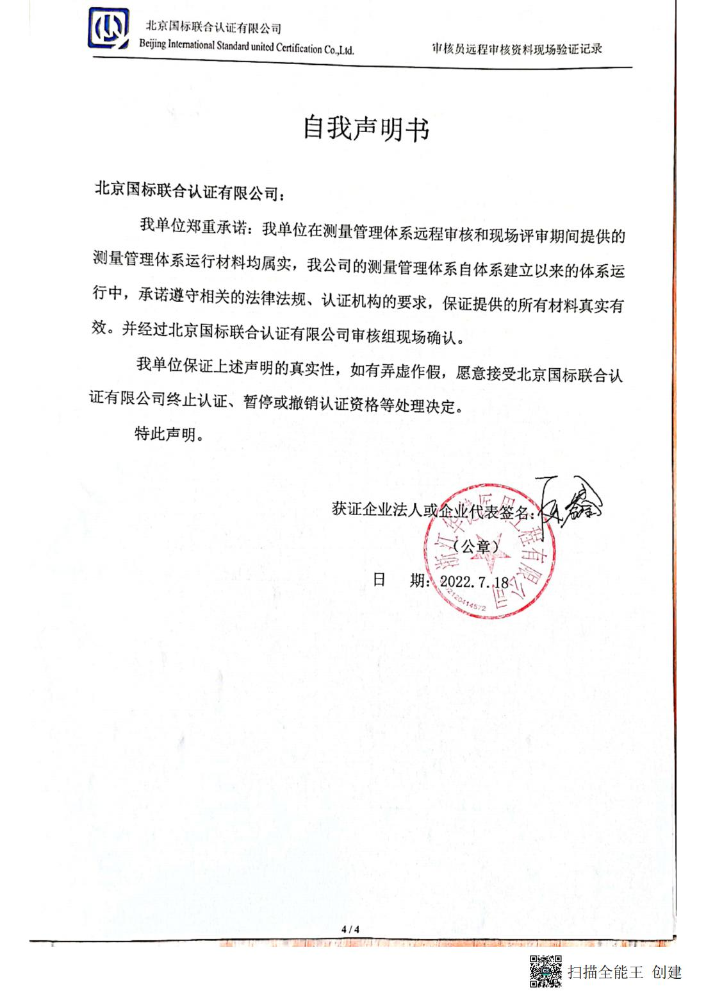 北京国标联合认证有限公司
Beijing International Standard united Certification Co.,Ltd.
审核员远程审核资料现场验证记录
自我声明书
北京国标联合认证有限公司：
我单位郑重承诺：我单位在测量管理体系远程审核和现场评审期间提供的
测量管理体系运行材料均属实，我公司的测量管理体系自体系建立以来的体系运
行中，承诺遵守相关的法律法规、认证机构的要求，保证提供的所有材料真实有
效。并经过北京国标联合认证有限公司审核组现场确认。
我单位保证上述声明的真实性，如有弄虚作假，愿意接受北京国标联合认
证有限公司终止认证、暂停或撤销认证资格等处理决定。
特此声明。
获证企业法人或企业代表签名：
（公章）
日 期：2022.7.18
浙江华德医用工程有限公司
4 / 4
扫描全能王 创建